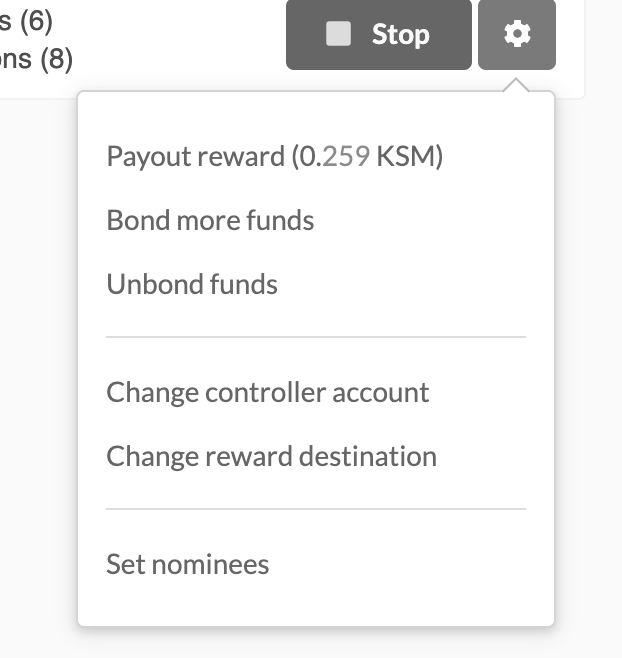 s (6)
Stop
ns (8)
Payout reward (0.259 KSM)
Bond more funds
Unbond funds
Change controller account
Change reward destination
Set nominees